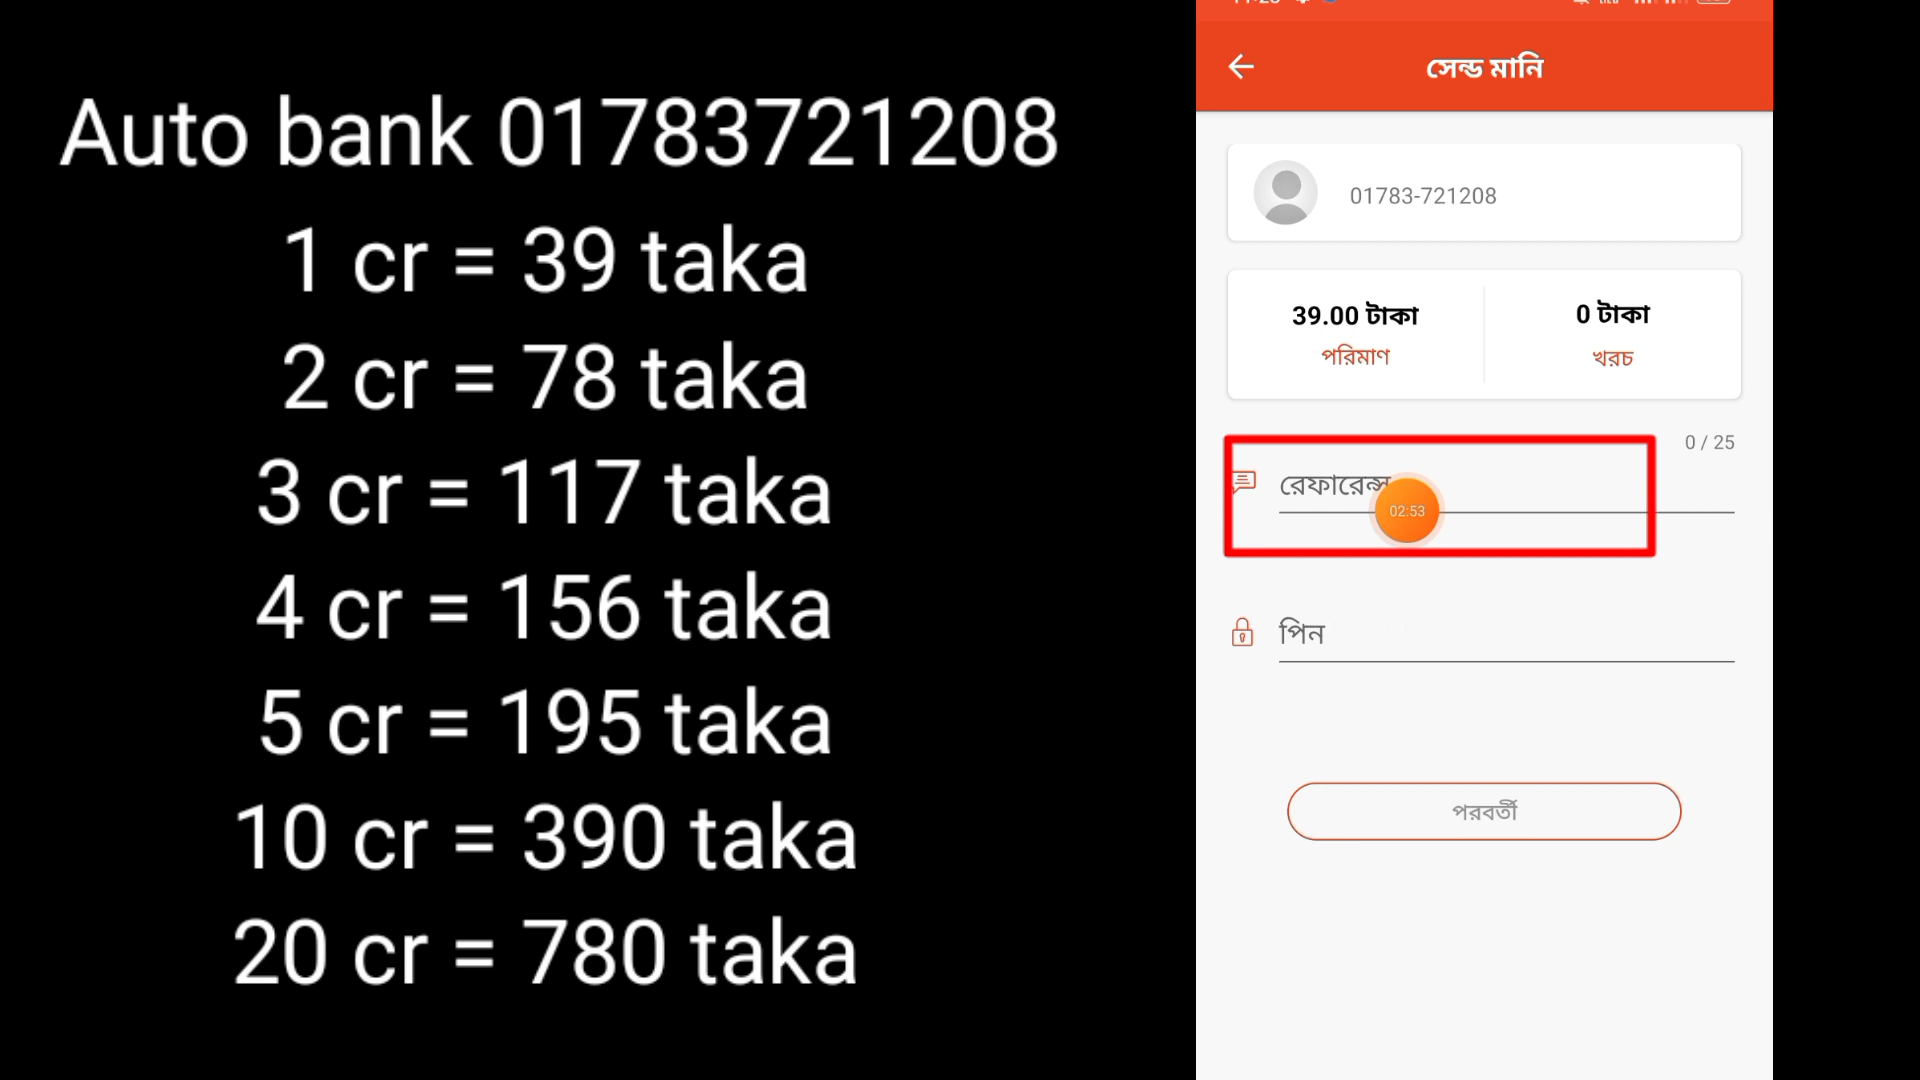 Auto bank 01783721208
1 cr = 39 taka
2 cr = 78 taka
3 cr = 117 taka
4 cr = 156 taka
5 cr = 195 taka
10 cr = 390 taka
20 cr = 780 taka
সেন্ড মানি
01783-721208
39.00 টাকা
পরিমাণ
0 টাকা
খরচ
0 / 25
রেফারেন্স
02:53
পিন
পরবর্তী